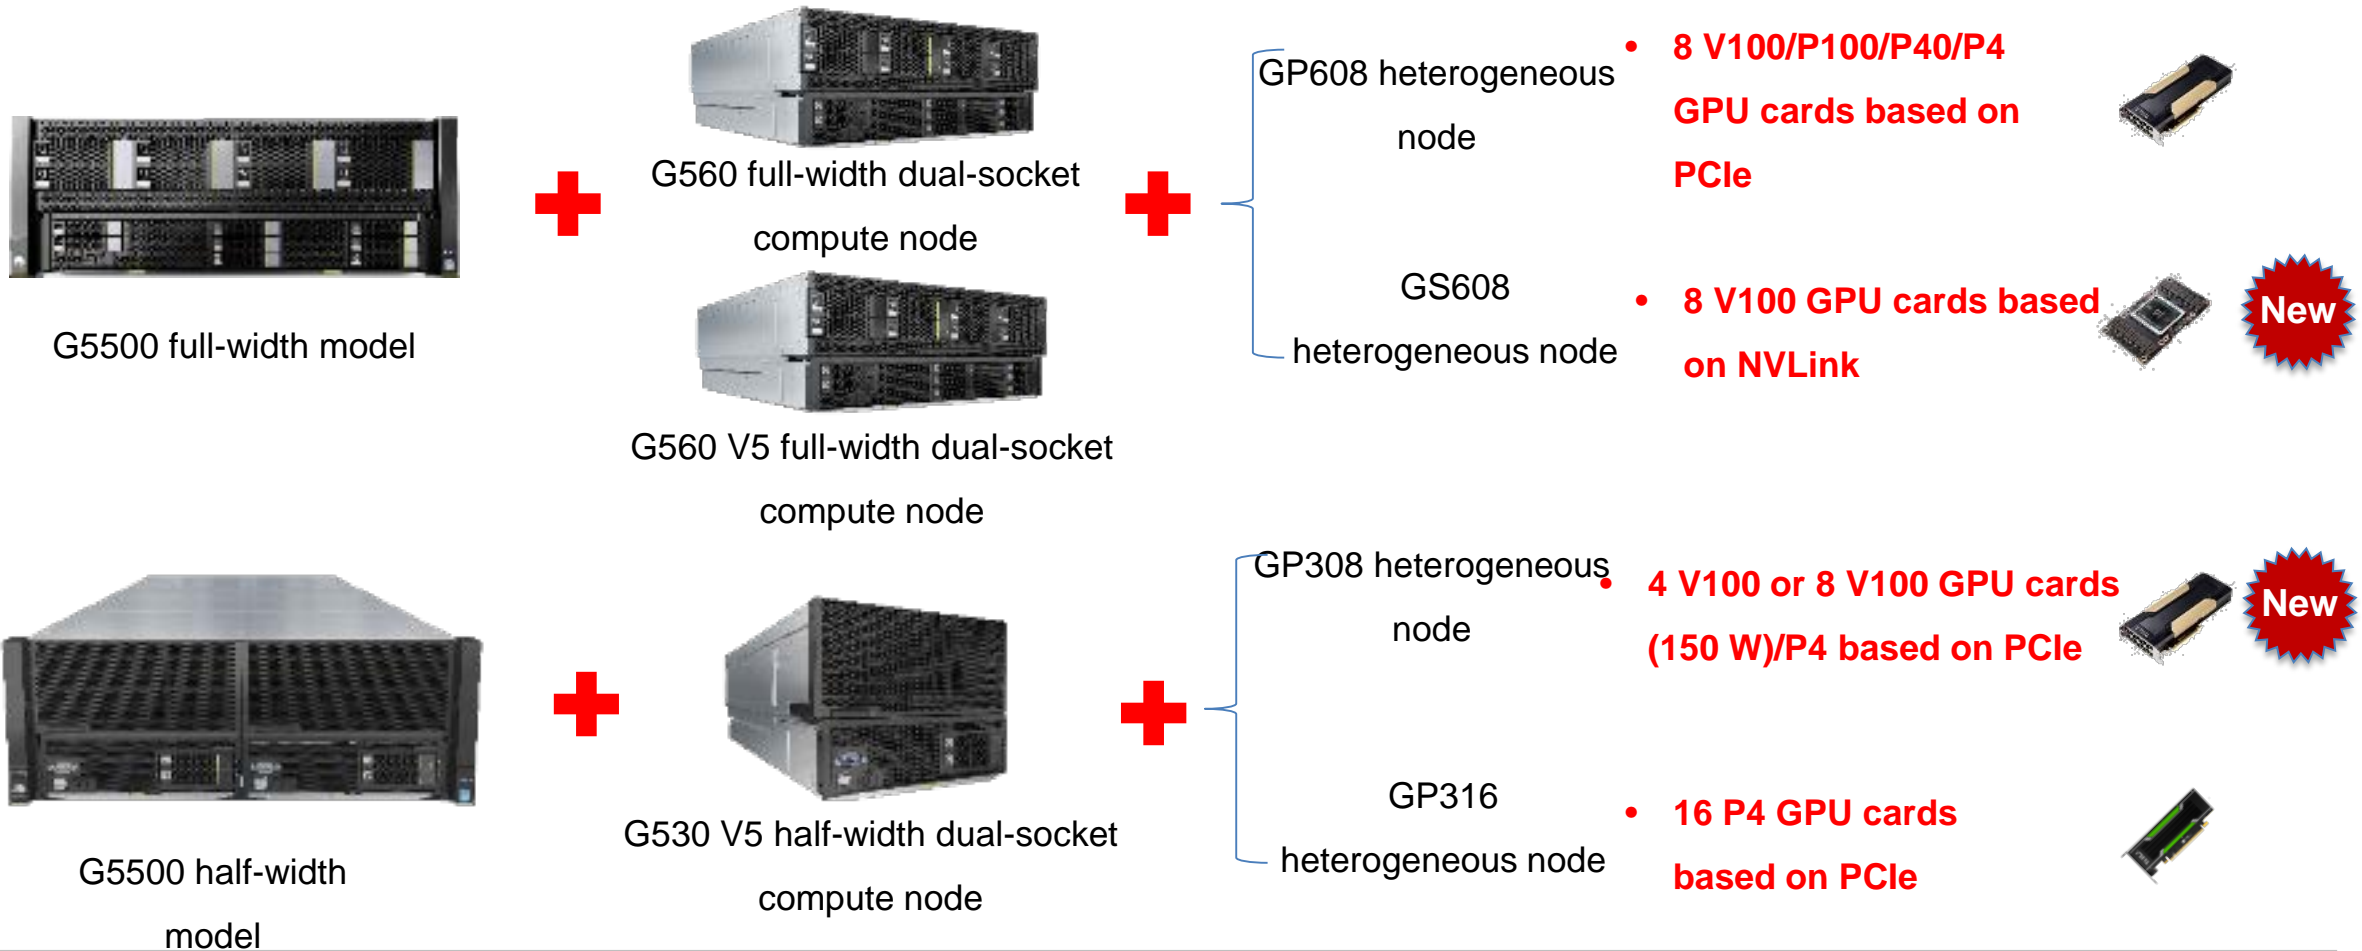 G5500 full-width model
G560 full-width dual-socket
compute node
G560 V5 full-width dual-socket
compute node
GP608 heterogeneous
node
• 8 V100/P100/P40/P4
GPU cards based on
PCIe
GS608
heterogeneous node
• 8 V100 GPU cards based
on NVLink
New
G5500 half-width
model
G530 V5 half-width dual-socket
compute node
GP308 heterogeneous
node
• 4 V100 or 8 V100 GPU cards
(150 W)/P4 based on PCIe
New
GP316
heterogeneous node
• 16 P4 GPU cards
based on PCIe